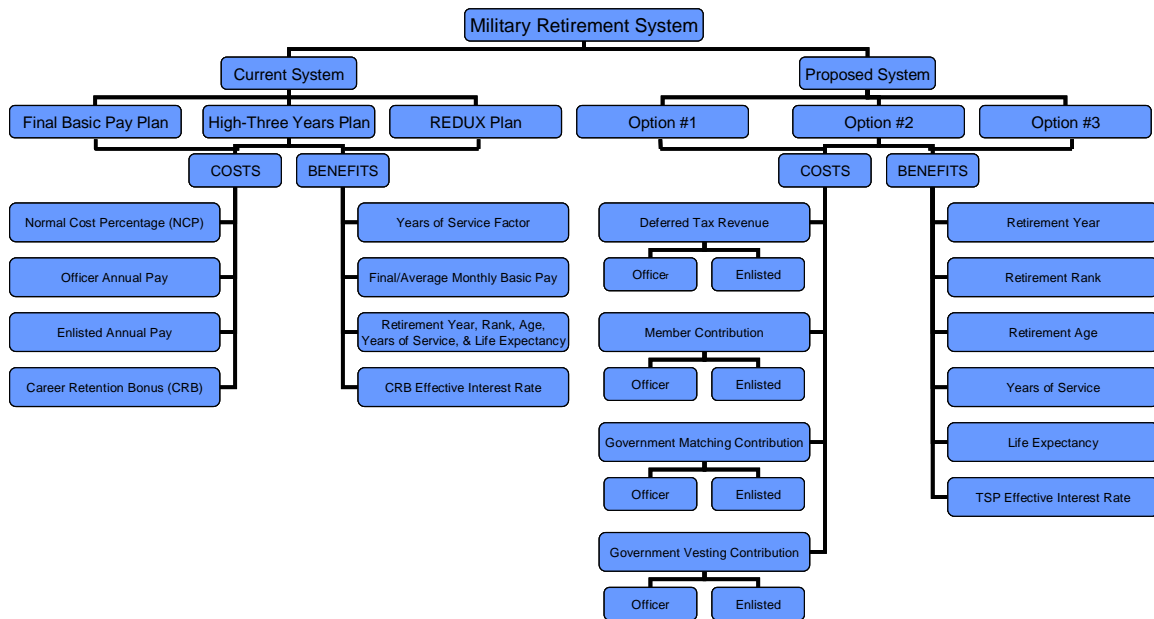 Military Retirement System
Current System
Proposed System
Final Basic Pay Plan
High-Three Years Plan
REDUX Plan
Option #1
Option #2
Option #3
COSTS
BENEFITS
COSTS
BENEFITS
Normal Cost Percentage (NCP)
Officer Annual Pay
Enlisted Annual Pay
Career Retention Bonus (CRB)
Years of Service Factor
Final/Average Monthly Basic Pay
Retirement Year, Rank, Age,
Years of Service, & Life Expectancy
CRB Effective Interest Rate
Deferred Tax Revenue
Officer
Enlisted
Member Contribution
Officer
Enlisted
Government Matching Contribution
Officer
Enlisted
Government Vesting Contribution
Officer
Enlisted
Retirement Year
Retirement Rank
Retirement Age
Years of Service
Life Expectancy
TSP Effective Interest Rate